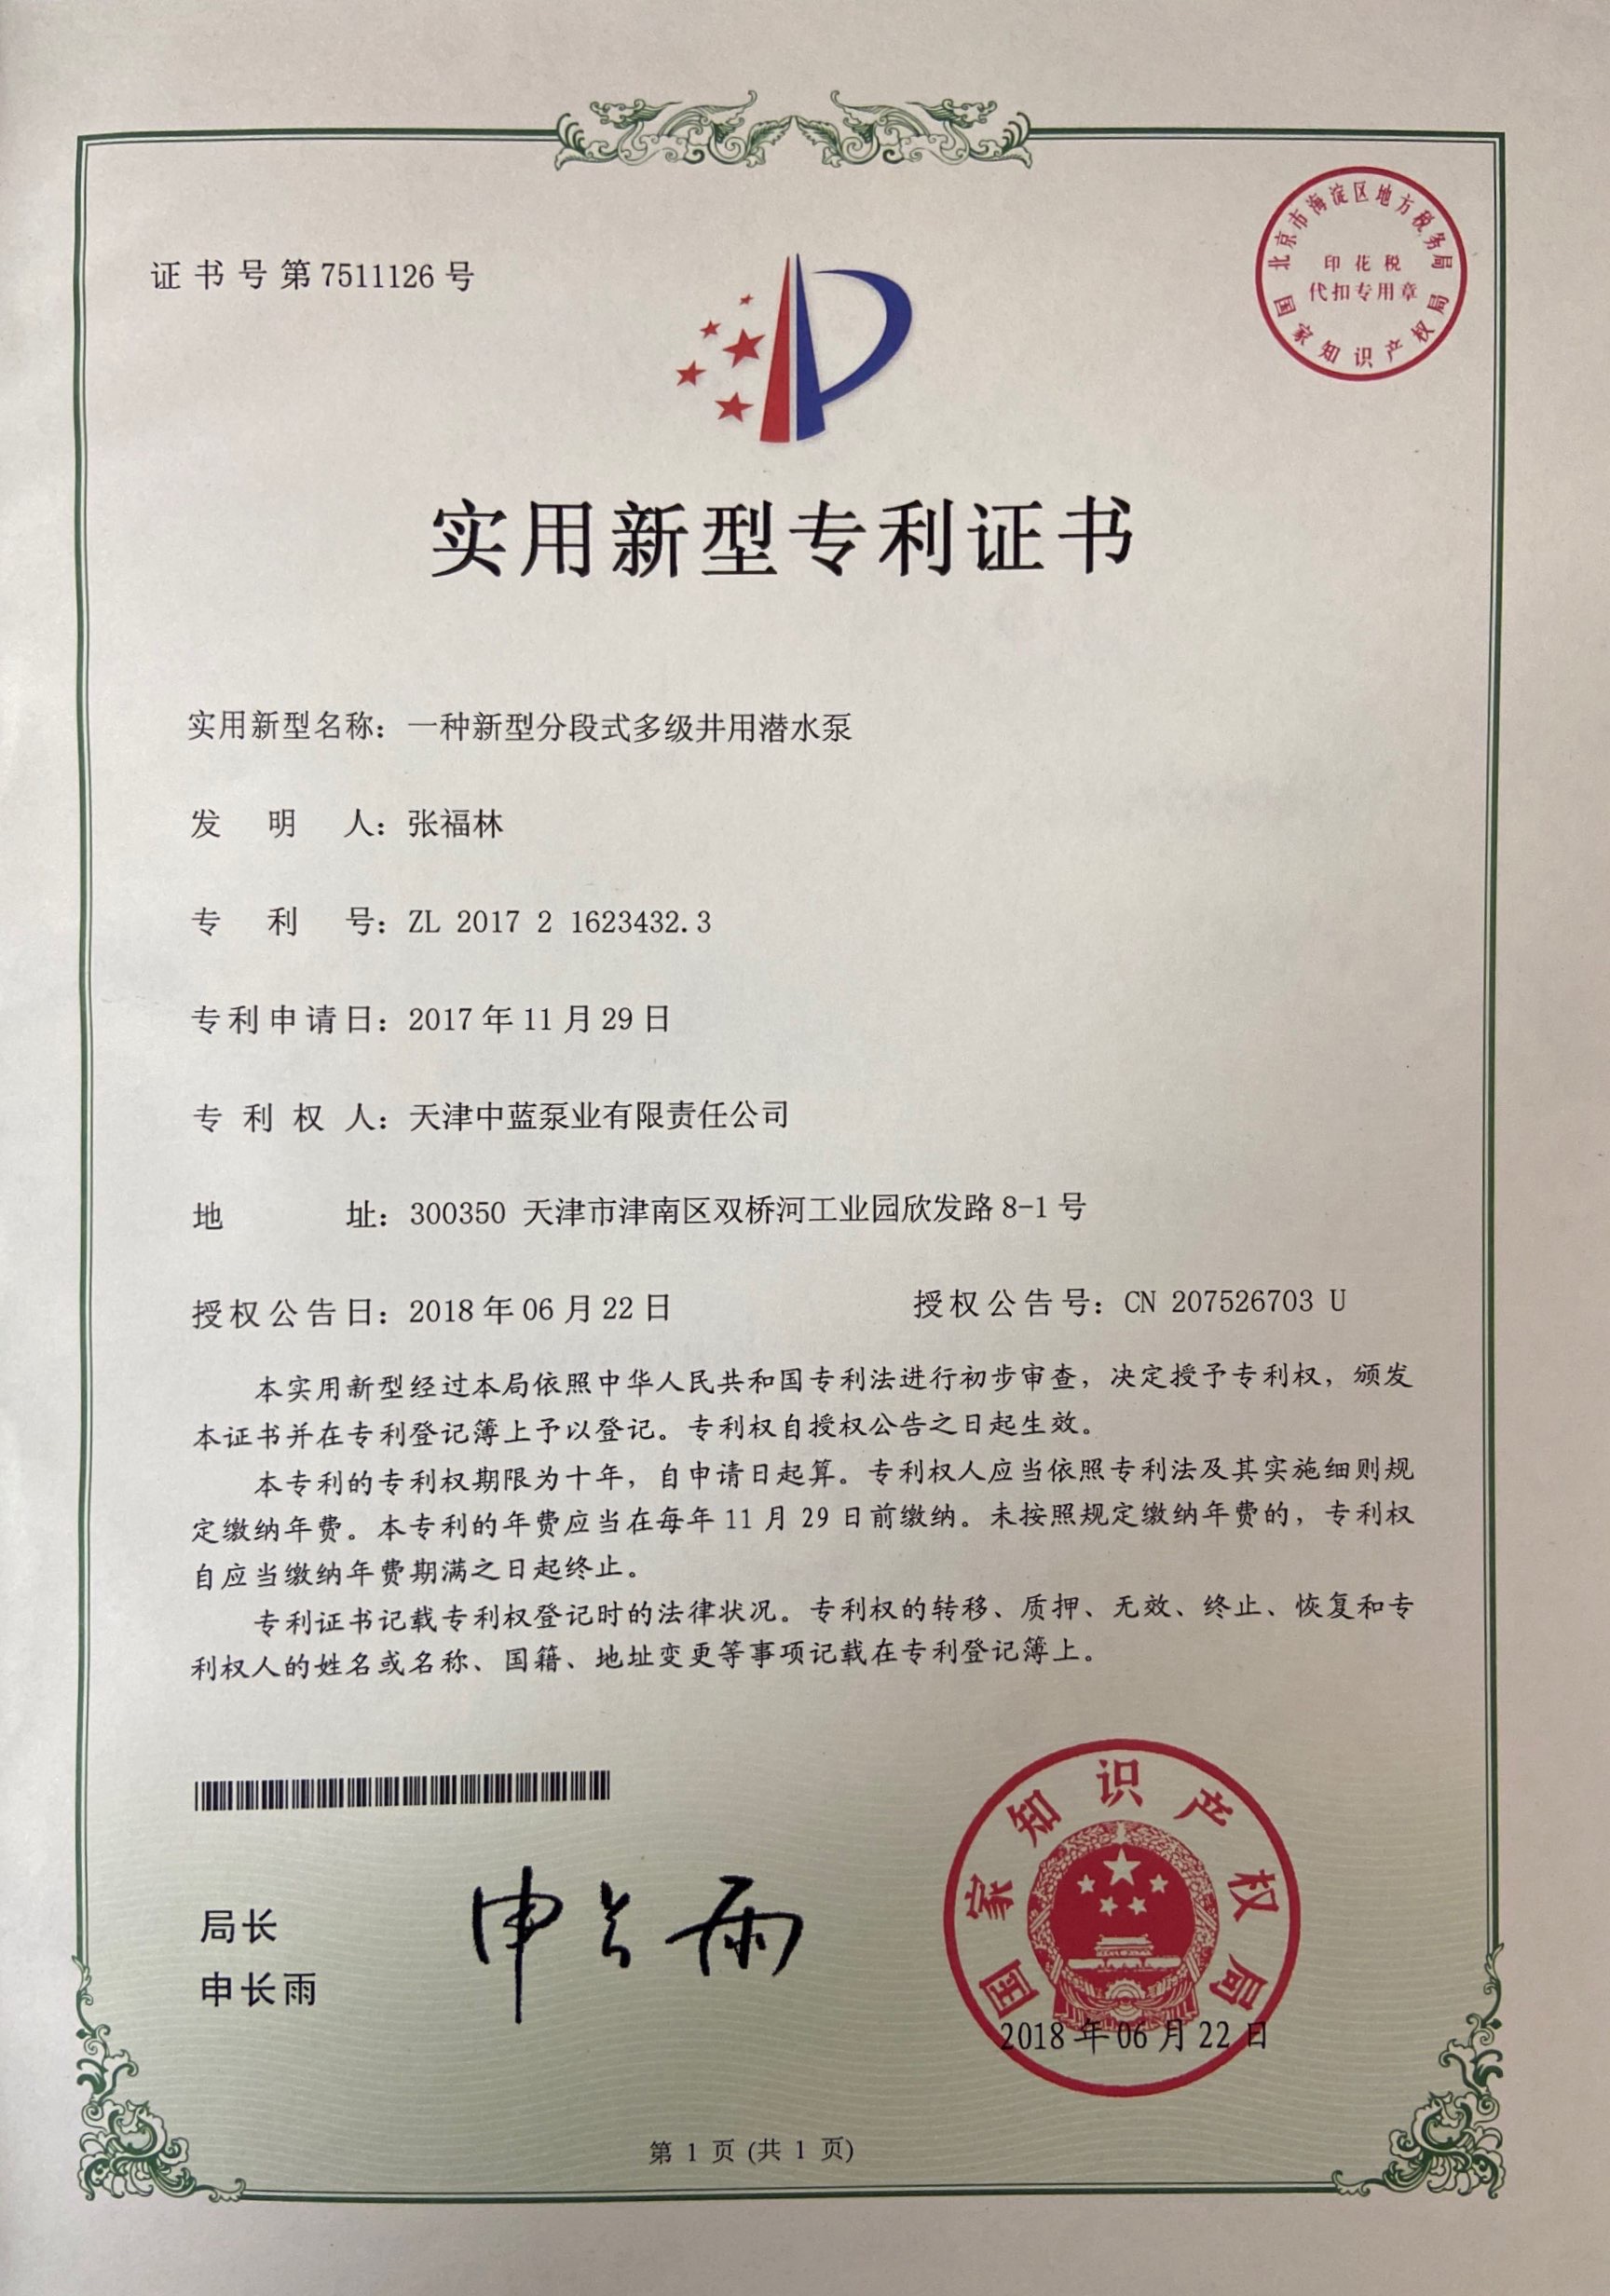 证书号第7511126号
北京市海淀区地方税务局
印花税
代扣专用章
国家知识产权局
实用新型专利证书
实用新型名称：一种新型分段式多级井用潜水泵
发明人：张福林
专利号：ZL 2017 2 1623432.3
专利申请日：2017年11月29日
专利权人：天津中蓝泵业有限责任公司
地址：300350 天津市津南区双桥河工业园欣发路8-1号
授权公告日：2018年06月22日 授权公告号：CN 207526703 U
本实用新型经过本局依照中华人民共和国专利法进行初步审查，决定授予专利权，颁发
本证书并在专利登记簿上予以登记。专利权自授权公告之日起生效。
本专利的专利权期限为十年，自申请日起算。专利权人应当依照专利法及其实施细则规
定缴纳年费。本专利的年费应当在每年11月29日前缴纳。未按照规定缴纳年费的，专利权
自应当缴纳年费期满之日起终止。
专利证书记载专利权登记时的法律状况。专利权的转移、质押、无效、终止、恢复和专
利权人的姓名或名称、国籍、地址变更等事项记载在专利登记簿上。
局长
申长雨
申长雨
国家知识产权局
2018年06月22日
第 1 页 (共 1 页)